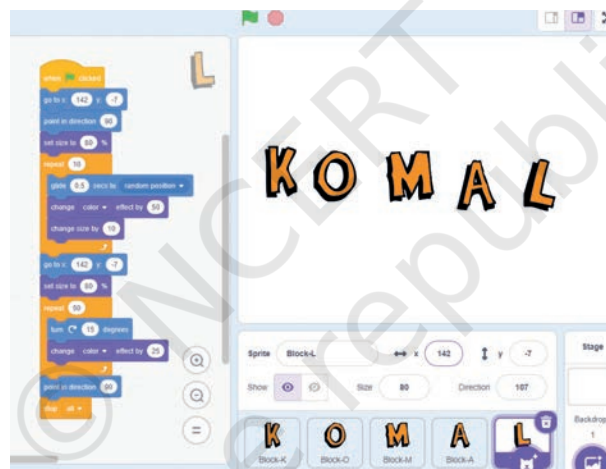 when clicked
go to x: 142 y: -7
point in direction 90
set size to 80 %
repeat 10
glide 0.5 secs to random position
change color effect by 50
change size by 10
go to x: 142 y: -7
set size to 80 %
repeat 50
turn 15 degrees
change color effect by 25
point in direction 90
stop all
L
KOMAL
Sprite Block-L x 142 y -7
Show Size 80 Direction 107
Stage
Backdrop
1
K O M A L
Block-K Block-O Block-M Block-A
© NCERT
be republi